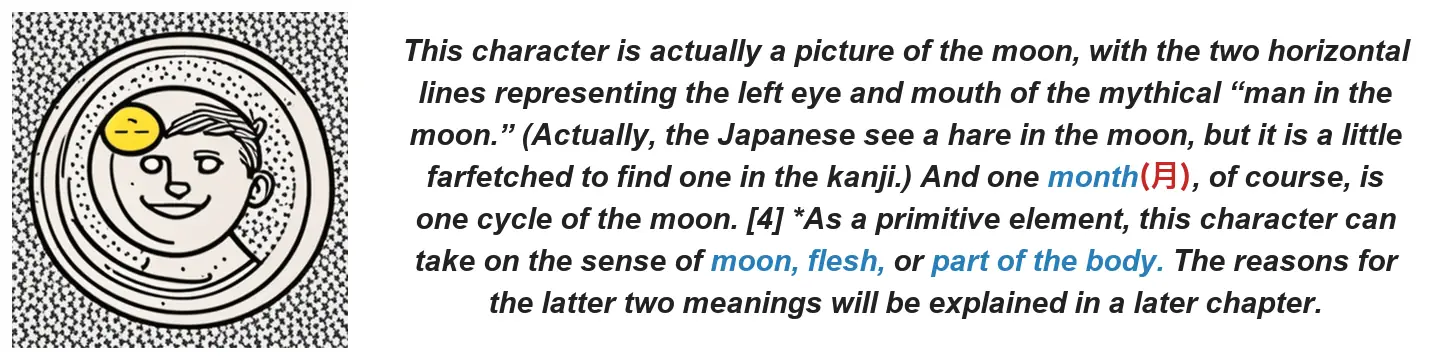 This character is actually a picture of the moon, with the two horizontal
lines representing the left eye and mouth of the mythical “man in the
moon.” (Actually, the Japanese see a hare in the moon, but it is a little
farfetched to find one in the kanji.) And one month(月), of course, is
one cycle of the moon. [4] *As a primitive element, this character can
take on the sense of moon, flesh, or part of the body. The reasons for
the latter two meanings will be explained in a later chapter.